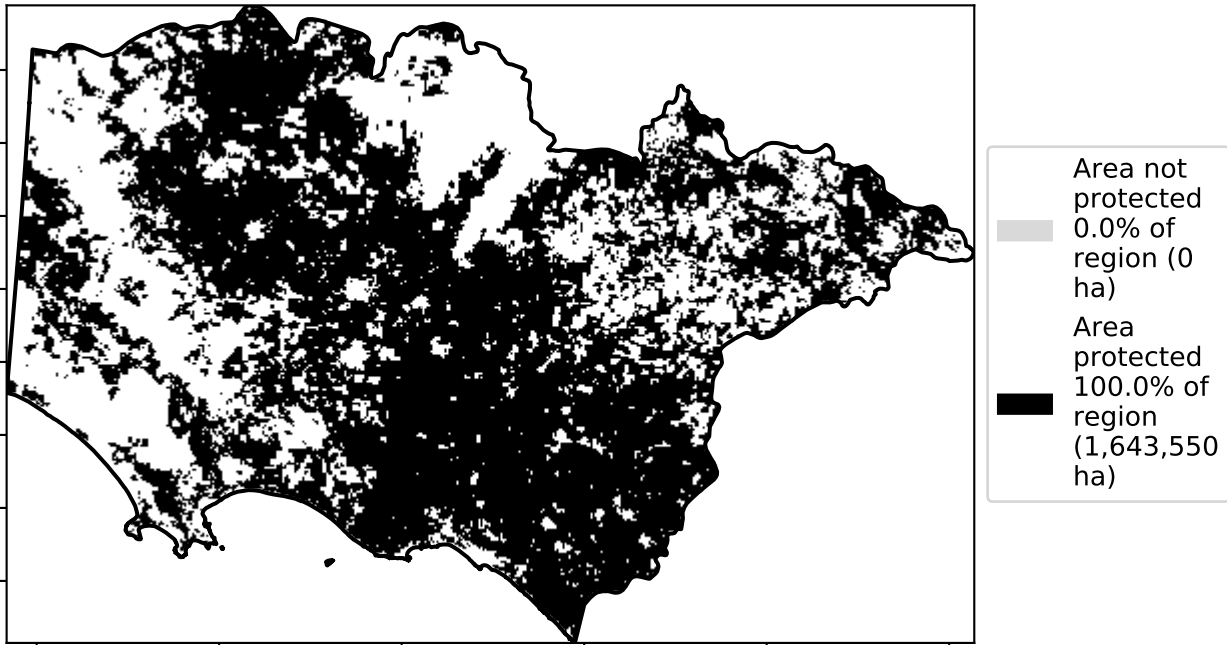 Area not
protected
0.0% of
region (0
ha)
Area
protected
100.0% of
region
(1,643,550
ha)